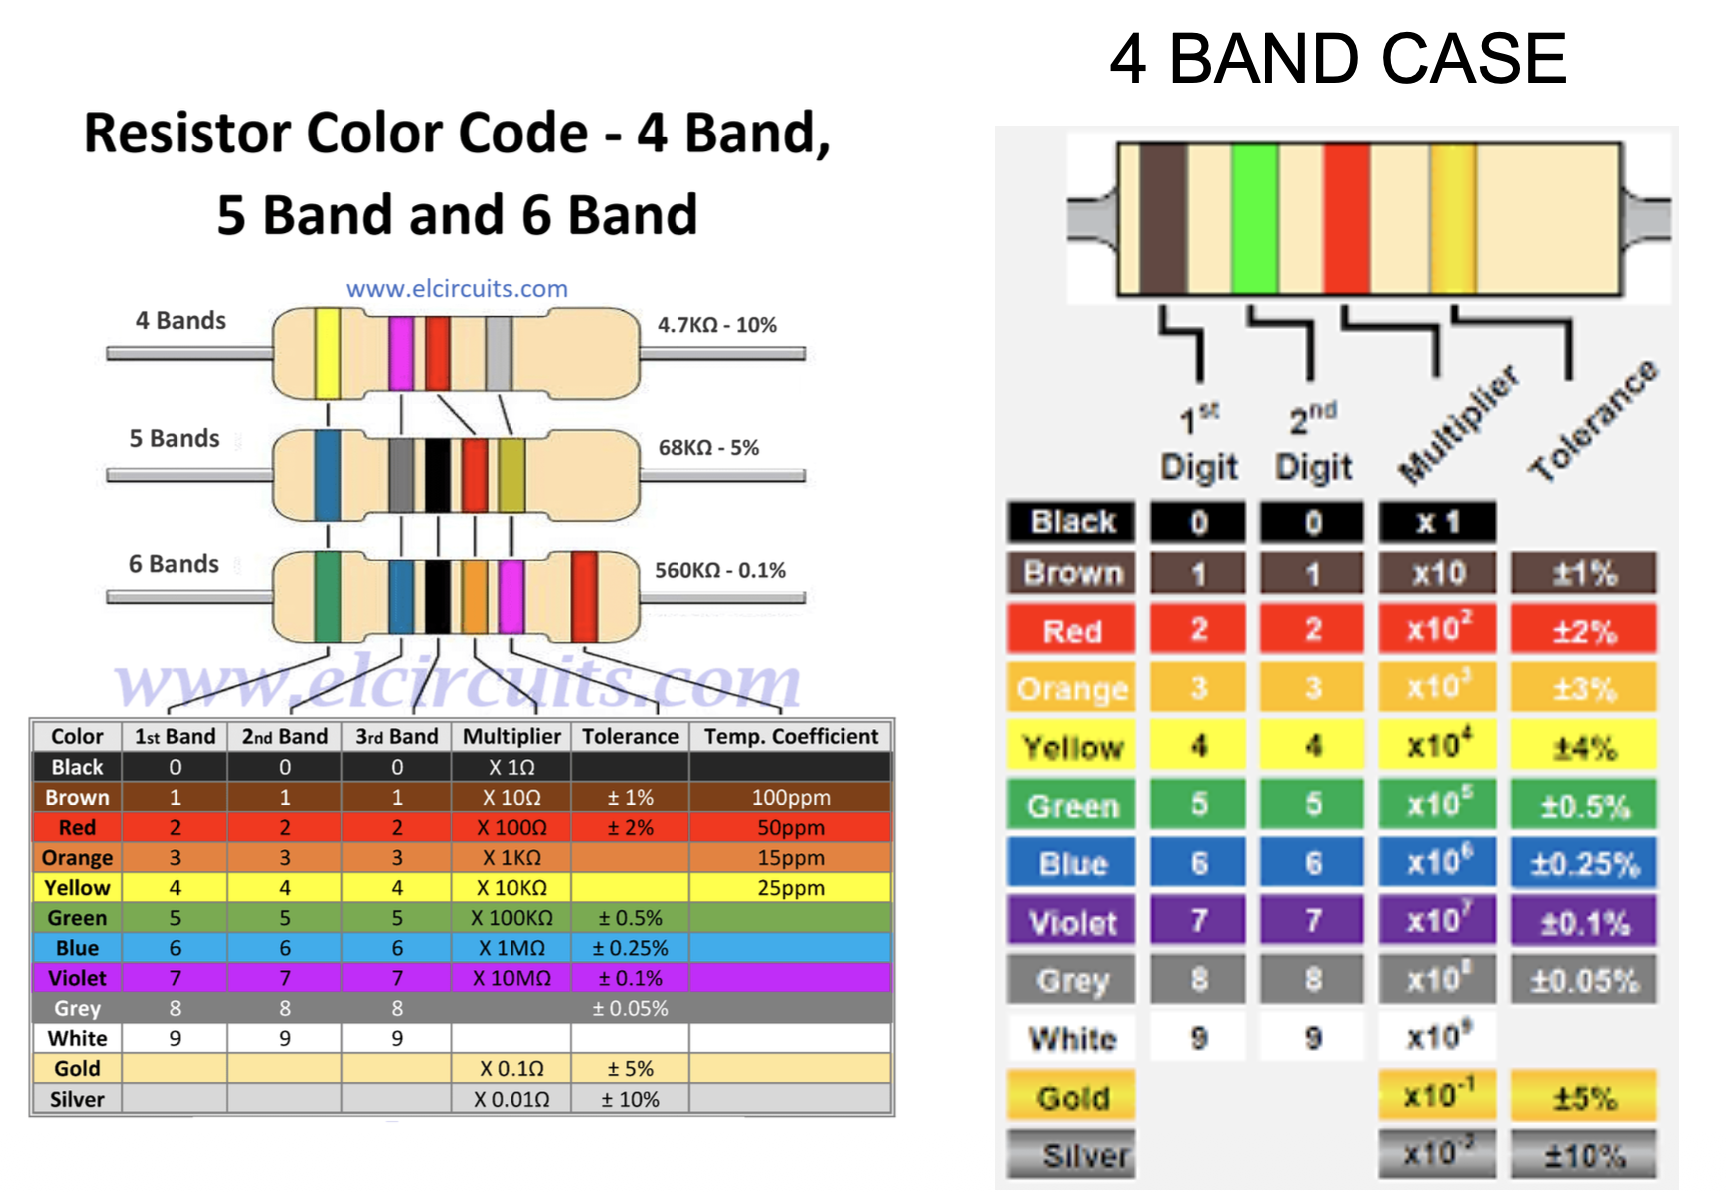 4 BAND CASE
Resistor Color Code - 4 Band,
5 Band and 6 Band
www.elcircuits.com
4 Bands
4.7KΩ - 10%
5 Bands
68KΩ - 5%
6 Bands
560KΩ - 0.1%
www.elcircuits.com
Color 1st Band 2nd Band 3rd Band Multiplier Tolerance Temp. Coefficient
Black 0 0 0 X 1Ω
Brown 1 1 1 X 10Ω ± 1% 100ppm
Red 2 2 2 X 100Ω ± 2% 50ppm
Orange 3 3 3 X 1KΩ 15ppm
Yellow 4 4 4 X 10KΩ 25ppm
Green 5 5 5 X 100KΩ ± 0.5%
Blue 6 6 6 X 1MΩ ± 0.25%
Violet 7 7 7 X 10MΩ ± 0.1%
Grey 8 8 8 ± 0.05%
White 9 9 9
Gold X 0.1Ω ± 5%
Silver X 0.01Ω ± 10%
1st Digit 2nd Digit Multiplier Tolerance
Black 0 0 x 1
Brown 1 1 x10 ±1%
Red 2 2 x10² ±2%
Orange 3 3 x10³ ±3%
Yellow 4 4 x10⁴ ±4%
Green 5 5 x10⁵ ±0.5%
Blue 6 6 x10⁶ ±0.25%
Violet 7 7 x10⁷ ±0.1%
Grey 8 8 x10⁸ ±0.05%
White 9 9 x10⁹
Gold x10⁻¹ ±5%
Silver x10⁻² ±10%